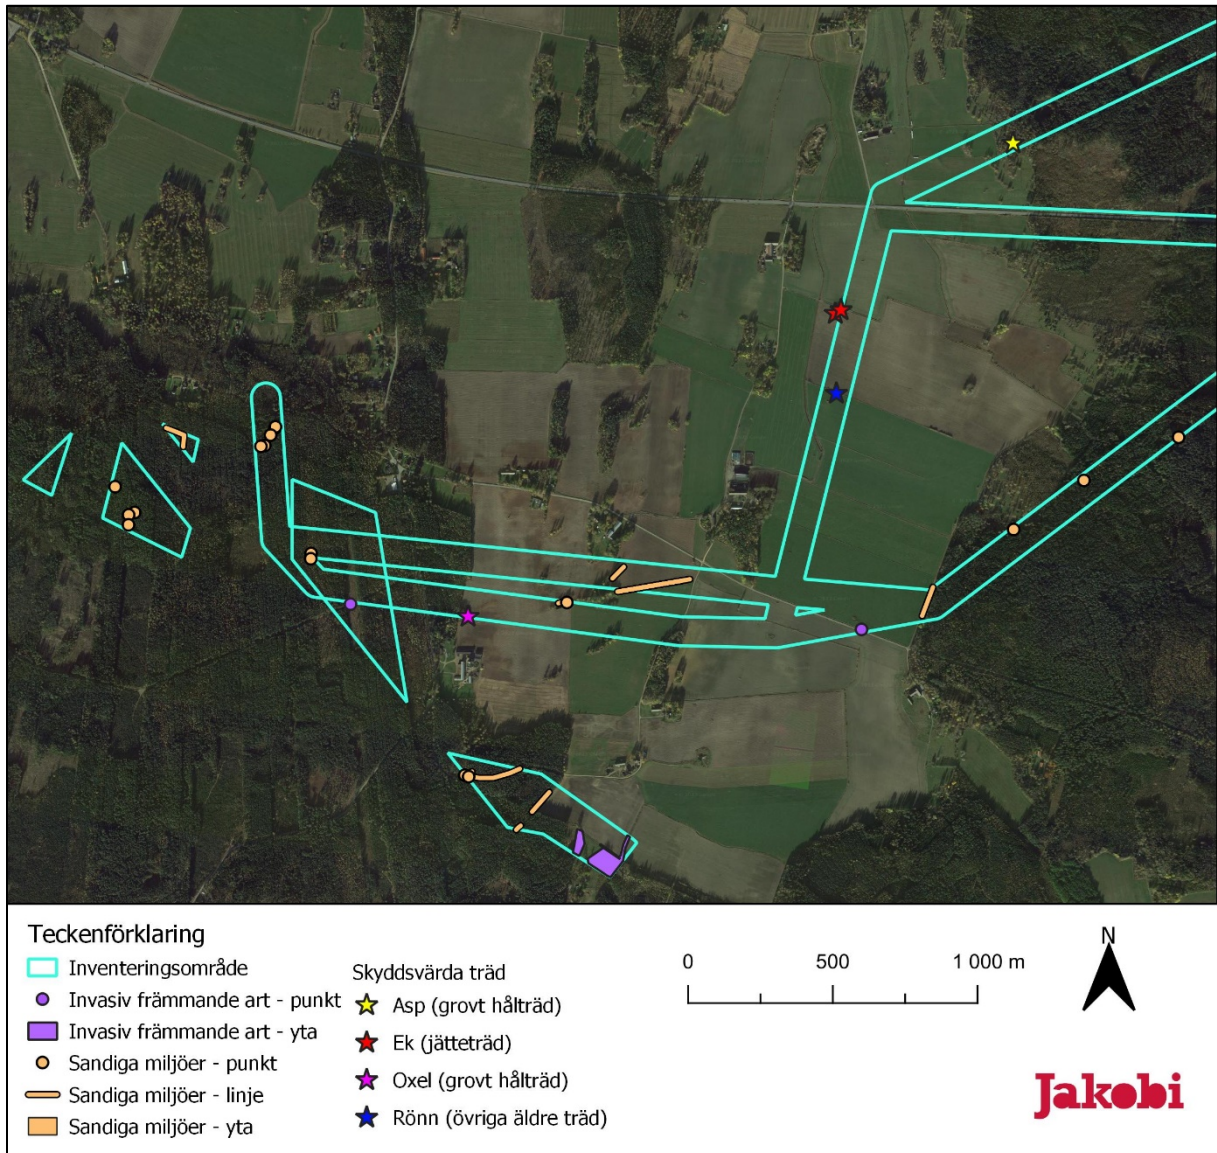 Teckenförklaring
Inventeringsområde
Invasiv främmande art - punkt
Invasiv främmande art - yta
Sandiga miljöer - punkt
Sandiga miljöer - linje
Sandiga miljöer - yta
Skyddsvärda träd
Asp (grovt hålträd)
Ek (jätteträd)
Oxel (grovt hålträd)
Rönn (övriga äldre träd)
0 500 1 000 m
N
Jakobi